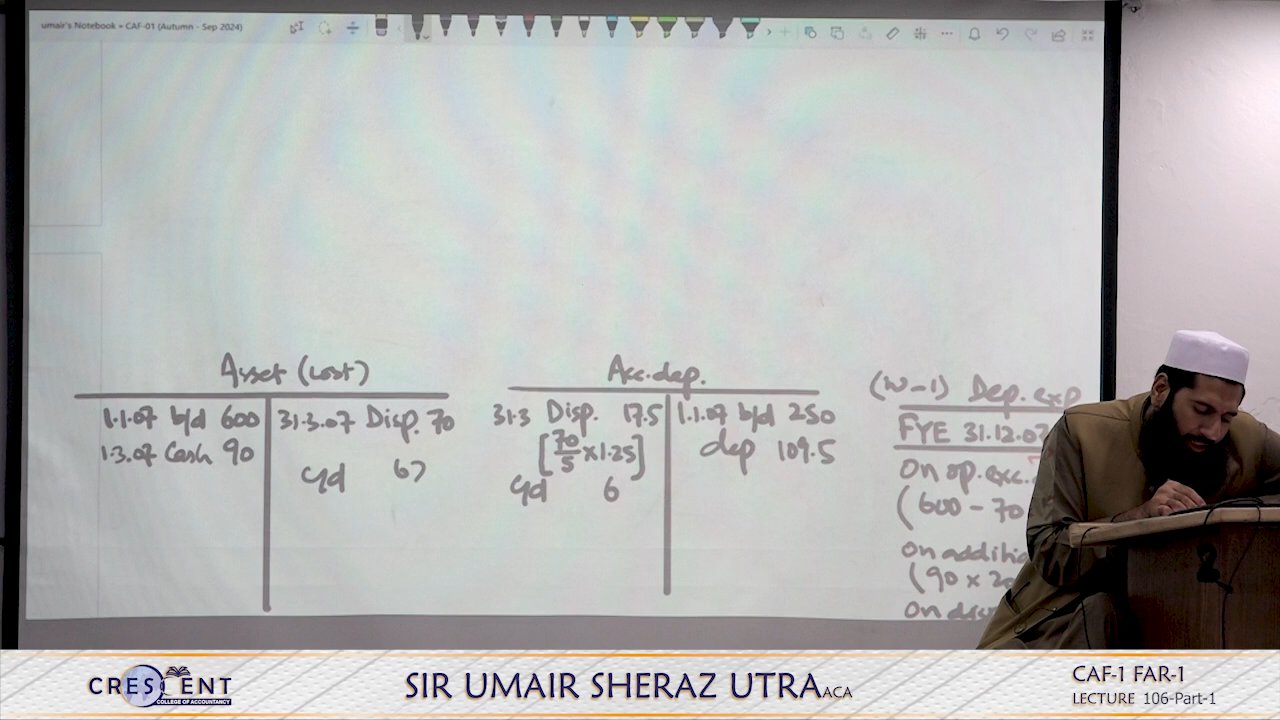 umair's Notebook » CAF-01 (Autumn - Sep 2024)
Asset (cost)
1.1.07 b/d 600
1.3.07 Cash 90
31.3.07 Disp. 70
c/d 62
Acc. dep.
31.3 Disp. 17.5
[70/5 x 1.25]
c/d 6
1.1.07 b/d 250
dep 109.5
(W-1) Dep. exp
FYE 31.12.07
On op. exc.
(600 - 70
On additio
(90 x 20
On
CRESCENT
COLLEGE OF ACCOUNTANCY
SIR UMAIR SHERAZ UTRA ACA
CAF-1 FAR-1
LECTURE 106-Part-1